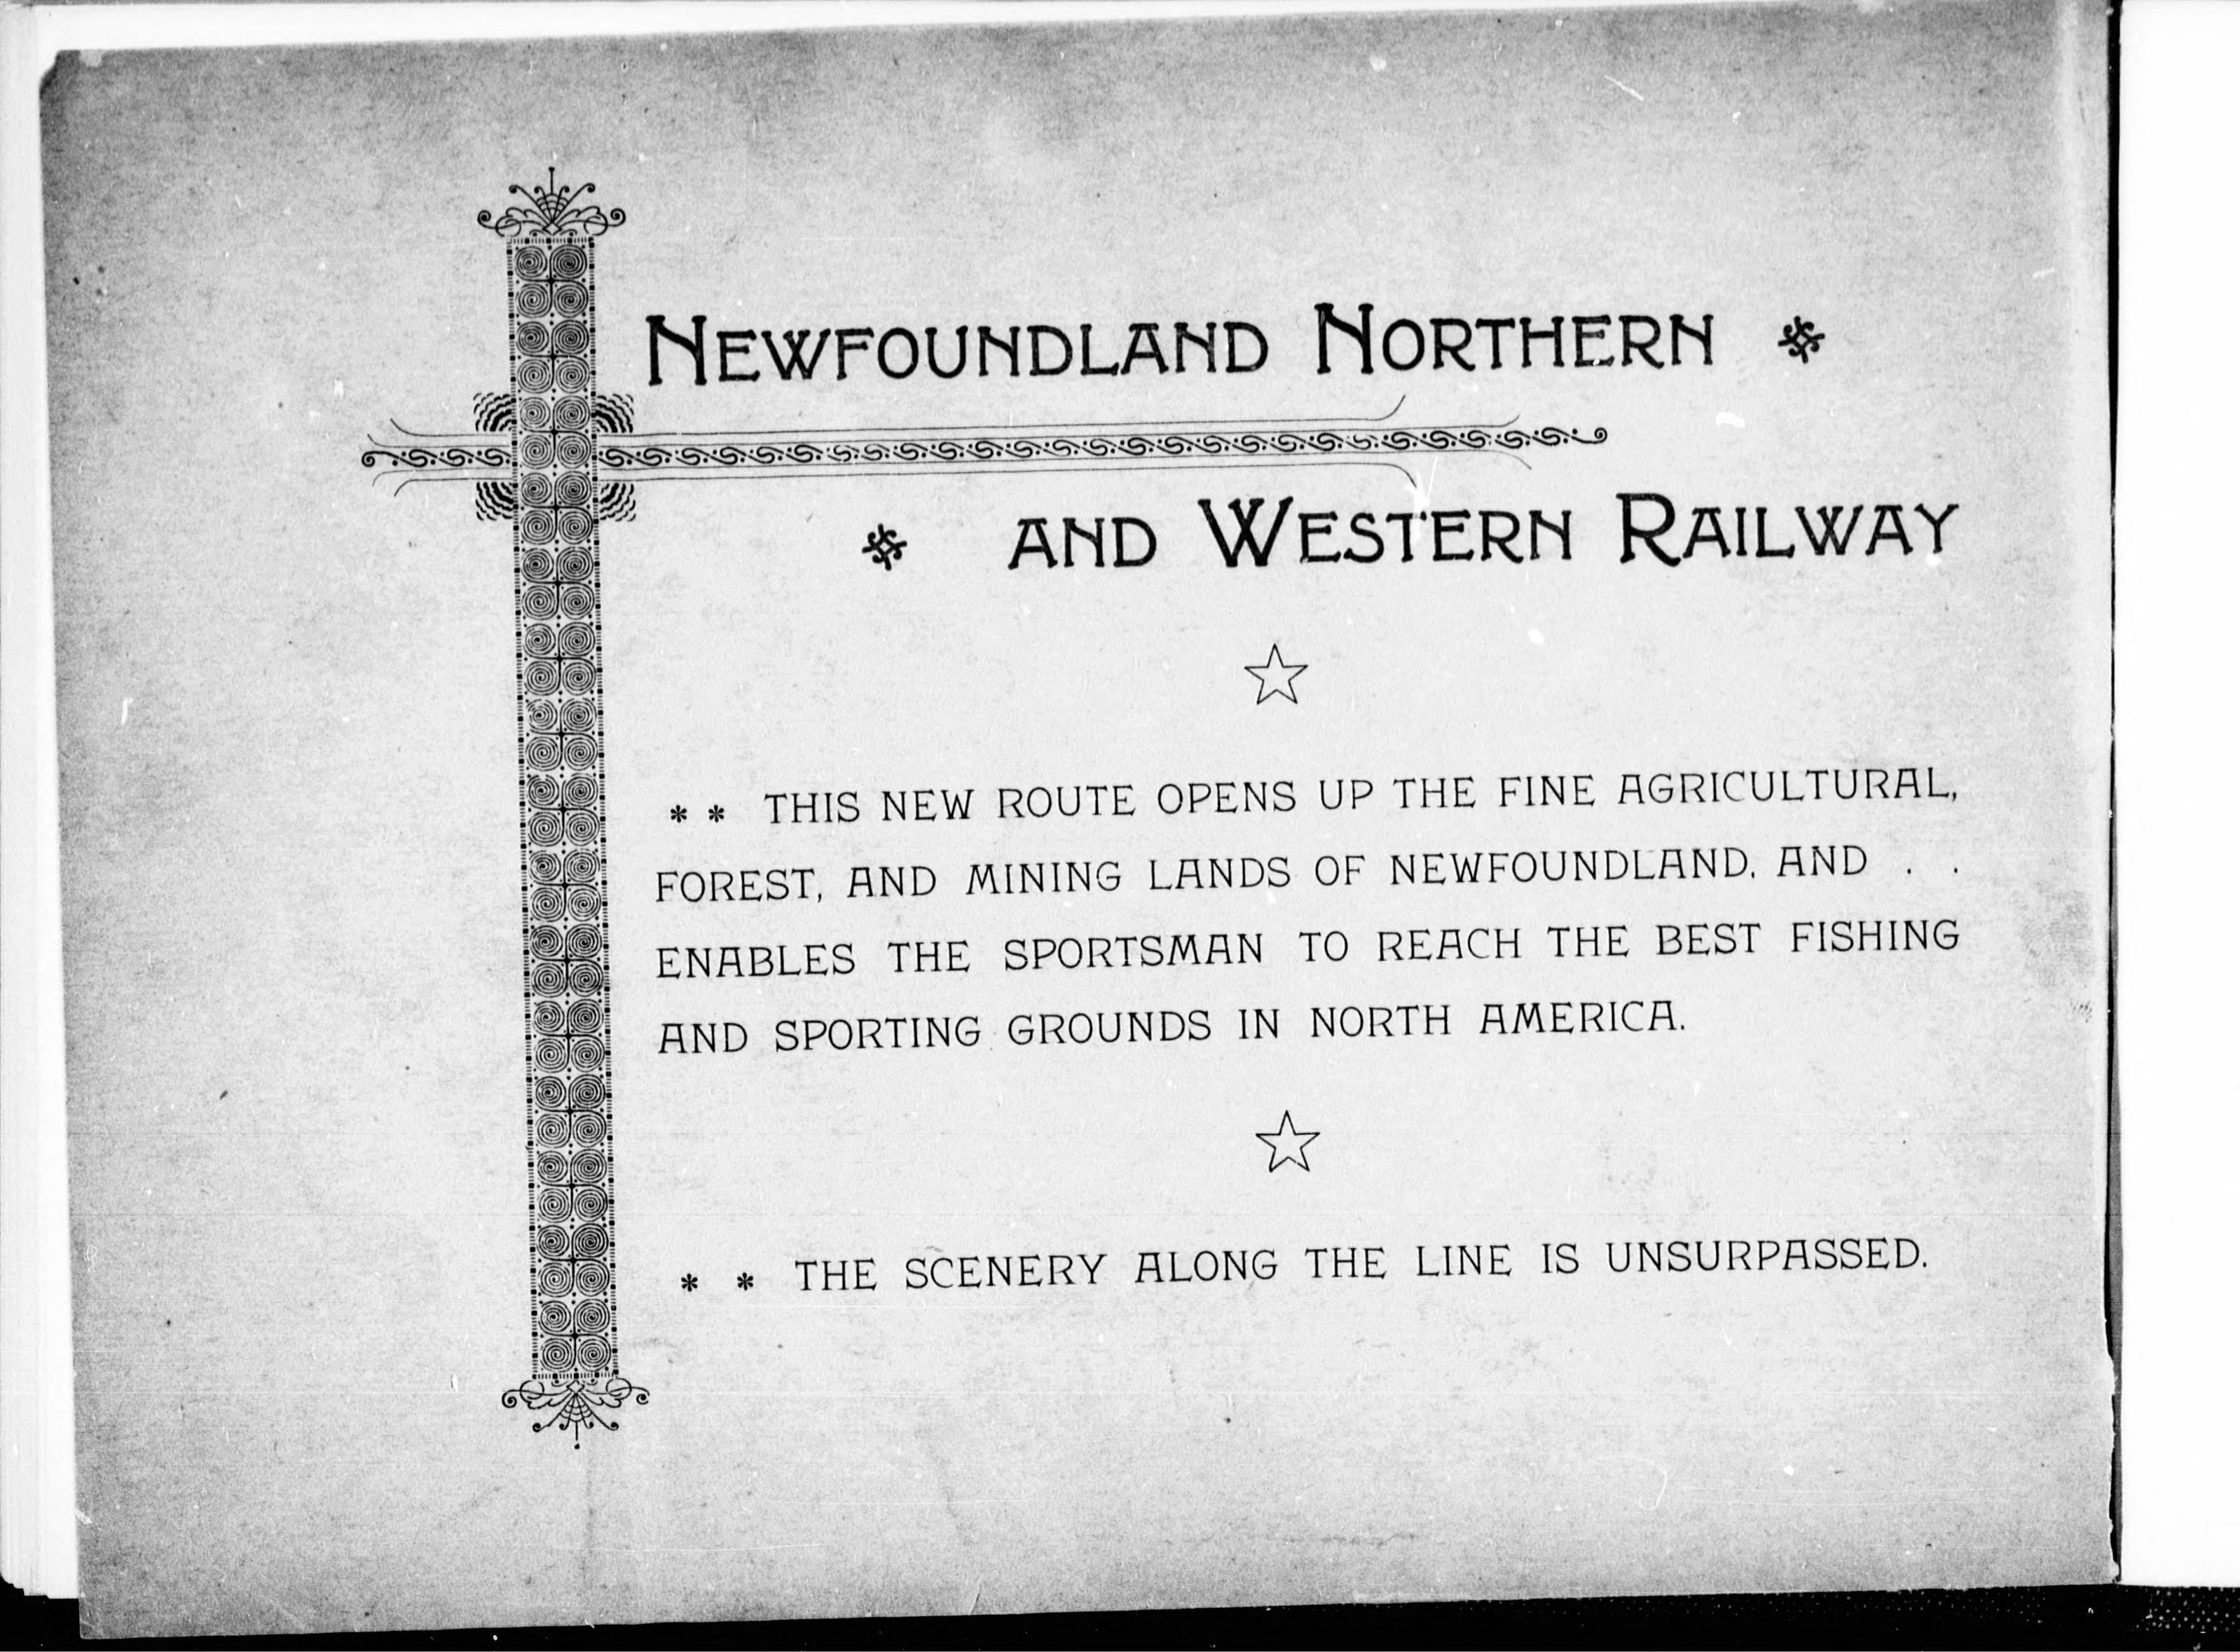 NEWFOUNDLAND NORTHERN
AND WESTERN RAILWAY
* * THIS NEW ROUTE OPENS UP THE FINE AGRICULTURAL,
FOREST, AND MINING LANDS OF NEWFOUNDLAND, AND . .
ENABLES THE SPORTSMAN TO REACH THE BEST FISHING
AND SPORTING GROUNDS IN NORTH AMERICA.
* * THE SCENERY ALONG THE LINE IS UNSURPASSED.